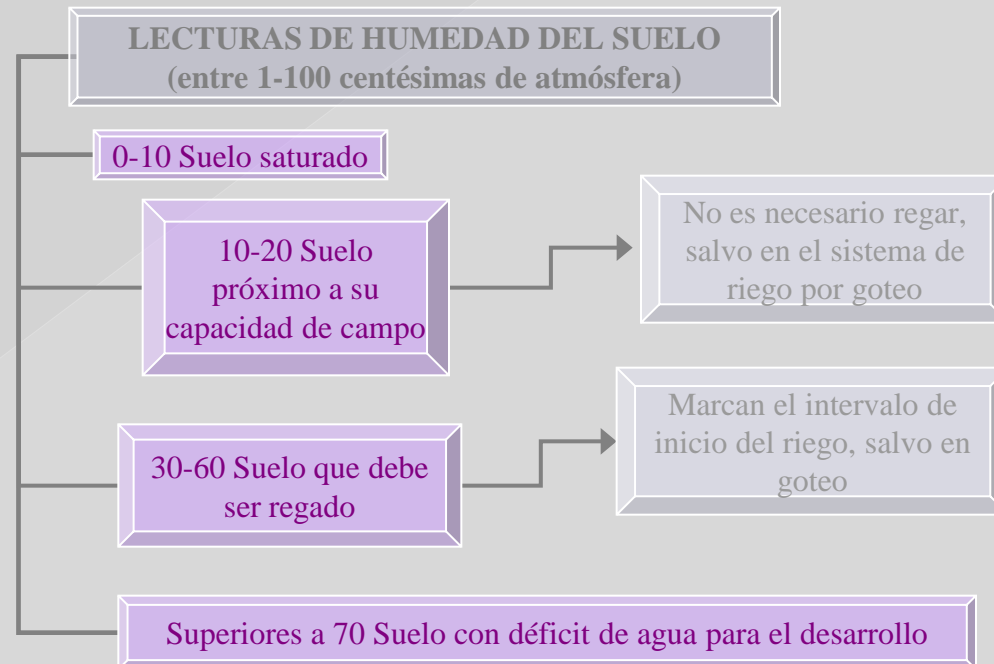 LECTURAS DE HUMEDAD DEL SUELO
(entre 1-100 centésimas de atmósfera)
0-10 Suelo saturado
10-20 Suelo
próximo a su
capacidad de campo
No es necesario regar,
salvo en el sistema de
riego por goteo
30-60 Suelo que debe
ser regado
Marcan el intervalo de
inicio del riego, salvo en
goteo
Superiores a 70 Suelo con déficit de agua para el desarrollo